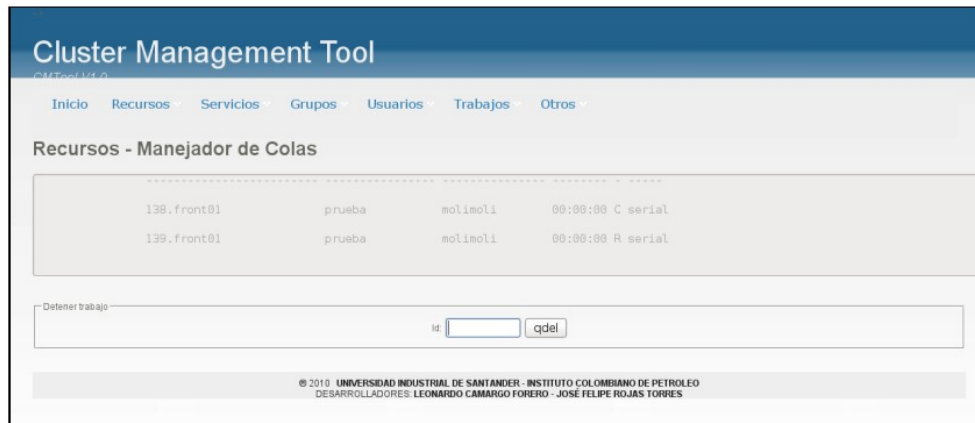 Cluster Management Tool
CMTool V1.0
Inicio Recursos Servicios Grupos Usuarios Trabajos Otros
Recursos - Manejador de Colas
------------------------- ---------------- --------------- -------- - -----
138.front01 prueba molimoli 00:00:00 C serial
139.front01 prueba molimoli 00:00:00 R serial
Detener trabajo
Id: qdel
® 2010 UNIVERSIDAD INDUSTRIAL DE SANTANDER - INSTITUTO COLOMBIANO DE PETROLEO
DESARROLLADORES: LEONARDO CAMARGO FORERO - JOSÉ FELIPE ROJAS TORRES